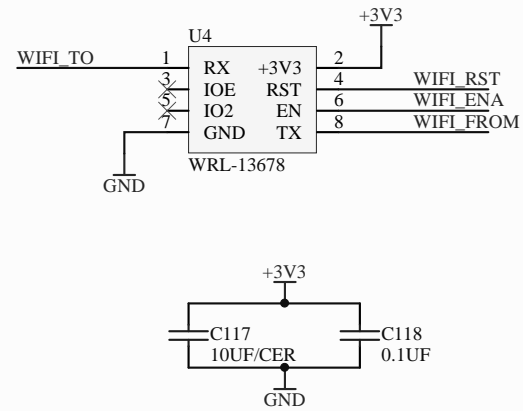 +3V3
U4
WIFI_TO 1 RX +3V3 2
3 IOE RST 4 WIFI_RST
5 IO2 EN 6 WIFI_ENA
7 GND TX 8 WIFI_FROM
WRL-13678
GND
+3V3
C117 C118
10UF/CER 0.1UF
GND